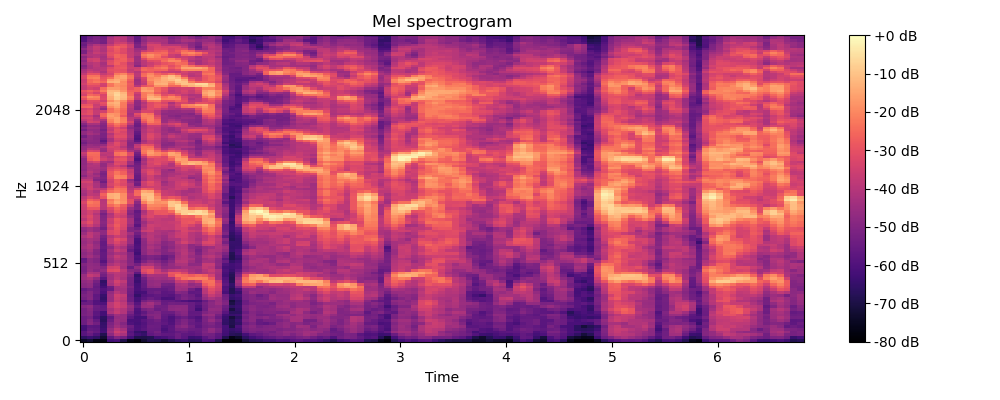 Mel spectrogram
Hz
2048
1024
512
0
0 1 2 3 4 5 6
Time
+0 dB
-10 dB
-20 dB
-30 dB
-40 dB
-50 dB
-60 dB
-70 dB
-80 dB